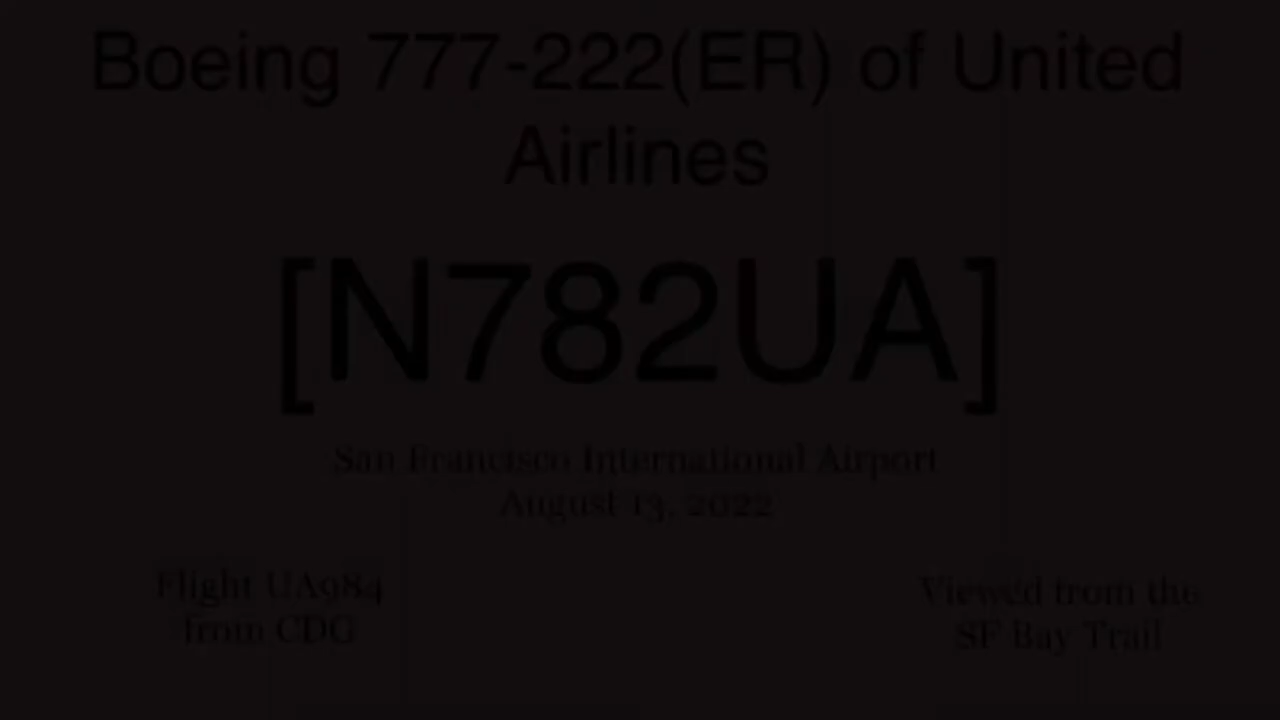 Boeing 777-222(ER) of United
Airlines
[N782UA]
San Francisco International Airport
August 13, 2022
Flight UA984
from CDG
Viewed from the
SF Bay Trail